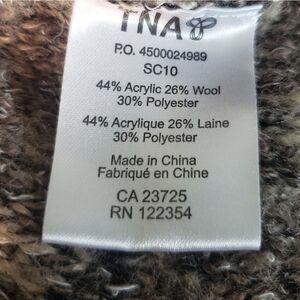 TNA
P.O. 4500024989
SC10
44% Acrylic 26% Wool
30% Polyester
44% Acrylique 26% Laine
30% Polyester
Made in China
Fabriqué en Chine
CA 23725
RN 122354